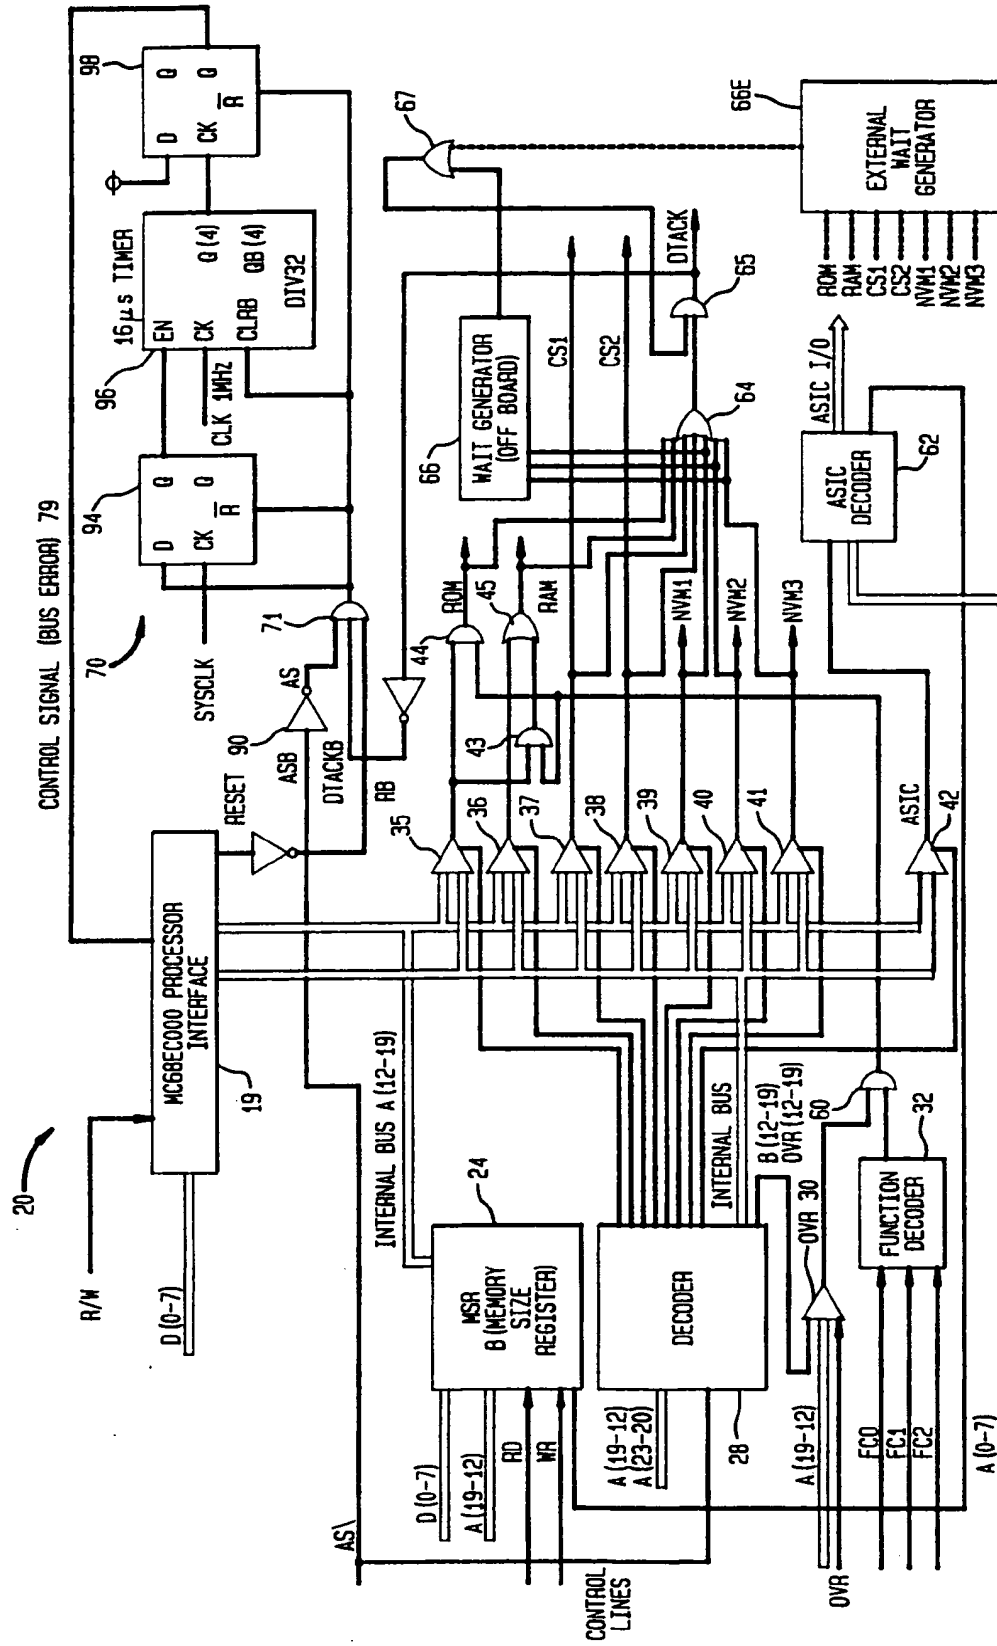 20
R/W
D(0-7)
MC68EC000 PROCESSOR
INTERFACE
19
CONTROL SIGNAL (BUS ERROR) 79
70
RESET
SYSCLK
94
D
Q
CK
Q
R
96
16μs TIMER
EN
CK
Q(4)
CLRB
QB(4)
DIV32
CLK 1MHz
98
D
Q
CK
Q
R
90
ASB
AS
71
DTACKB
RB
AS\
CONTROL
LINES
D(0-7)
A(19-12)
RD
WR
MSR
B(MEMORY
SIZE
REGISTER)
24
INTERNAL BUS A(12-19)
A(19-12)
A(23-20)
DECODER
28
INTERNAL BUS
B(12-19)
OVR(12-19)
35
36
37
38
39
40
41
42
43
44
45
ROM
RAM
CS1
CS2
NVM1
NVM2
NVM3
ASIC
66
WAIT GENERATOR
(OFF BOARD)
64
65
67
DTACK
OVR
A(19-12)
OVR 30
FC0
FC1
FC2
FUNCTION
DECODER
32
60
A(0-7)
ASIC
DECODER
62
ASIC I/O
66E
EXTERNAL
WAIT
GENERATOR
ROM
RAM
CS1
CS2
NVM1
NVM2
NVM3